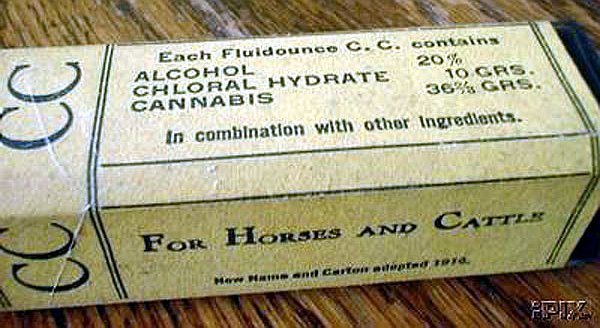 CC
Each Fluidounce C. C. contains
ALCOHOL 20%
CHLORAL HYDRATE 10 GRS.
CANNABIS 36⅔ GRS.
In combination with other Ingredients.
CC
FOR HORSES AND CATTLE
New Name and Carton adopted